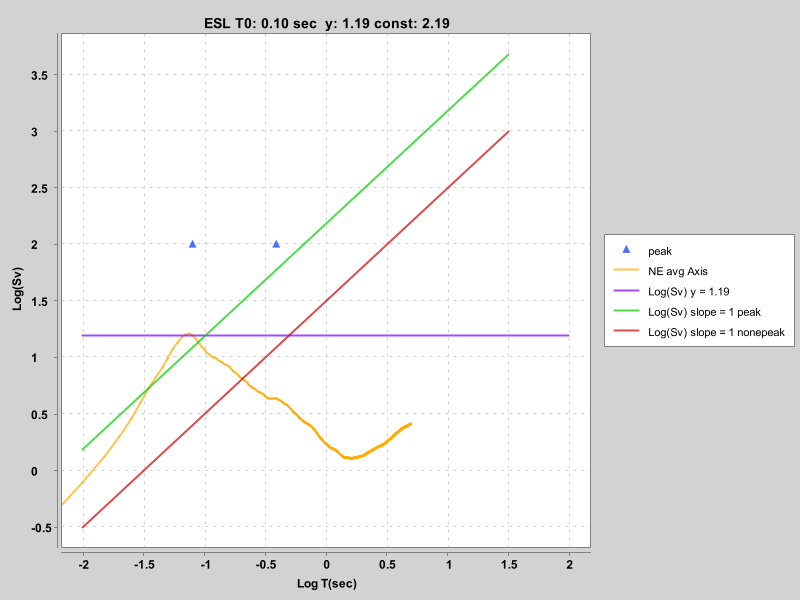 ESL T0: 0.10 sec  y: 1.19 const: 2.19
3.5
3
2.5
2
1.5
1
0.5
0
-0.5
Log(Sv)
-2
-1.5
-1
-0.5
0
0.5
1
1.5
2
Log T(sec)
peak
NE avg Axis
Log(Sv) y = 1.19
Log(Sv) slope = 1 peak
Log(Sv) slope = 1 nonepeak